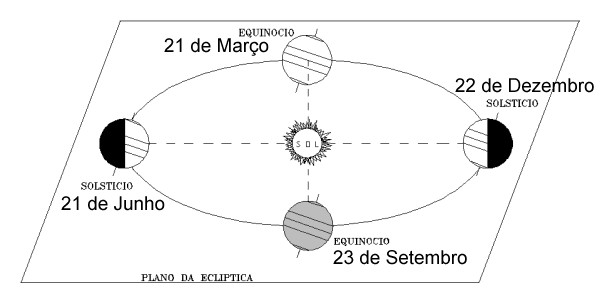 EQUINOCIO
21 de Março
22 de Dezembro
SOLSTICIO
SOL
SOLSTICIO
21 de Junho
EQUINOCIO
23 de Setembro
PLANO DA ECLIPTICA